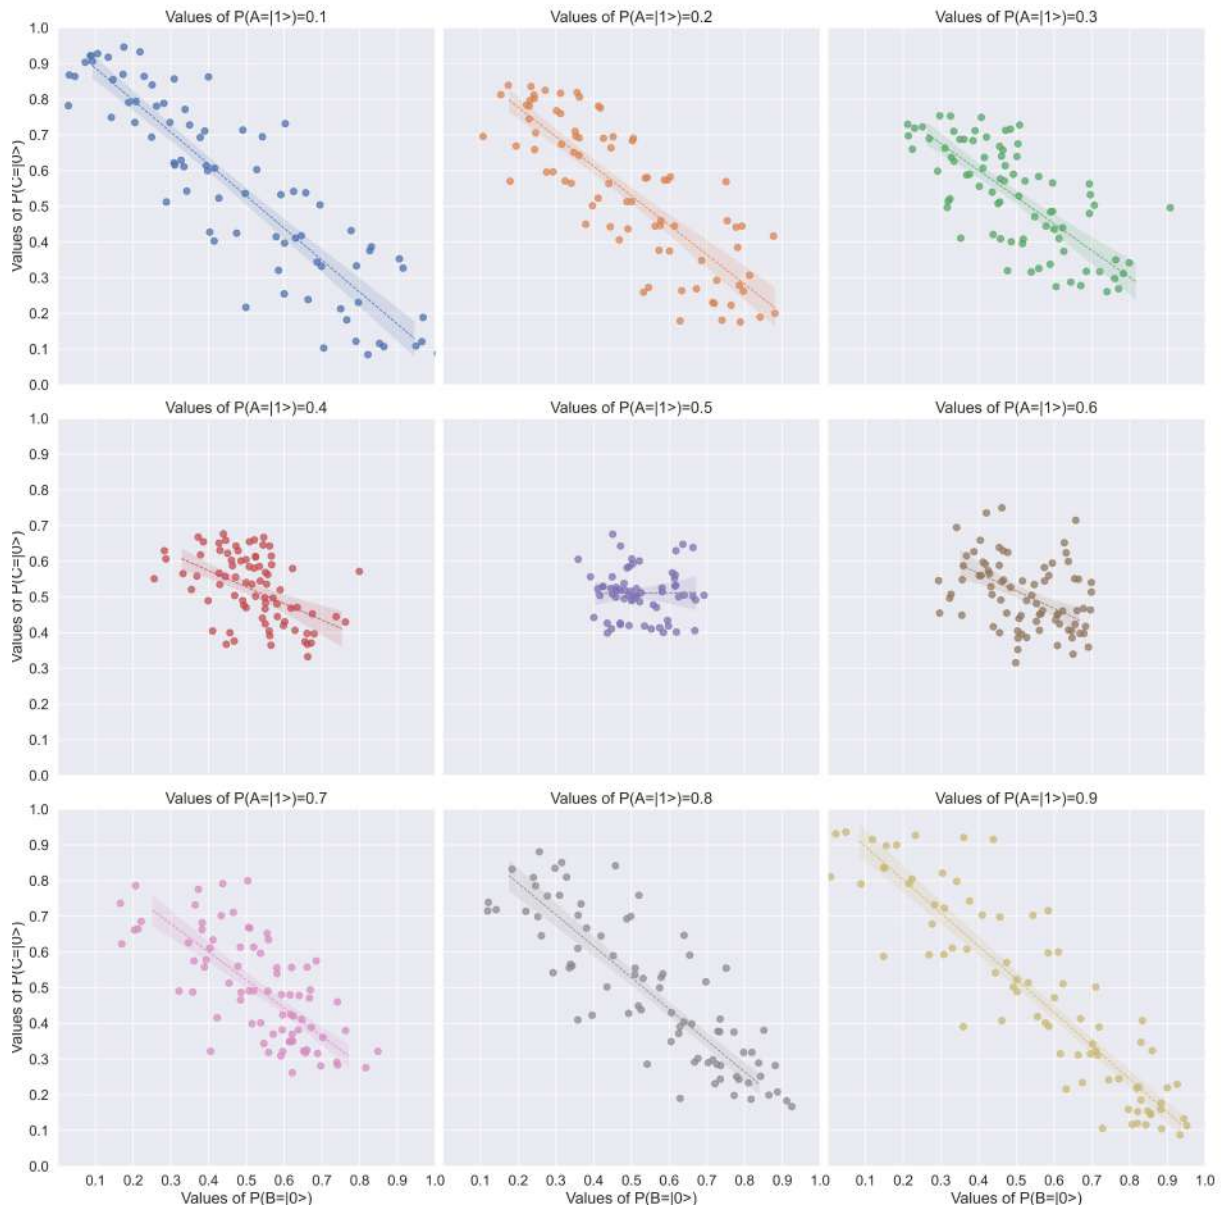 Values of P(A=|1>)=0.1
Values of P(A=|1>)=0.2
Values of P(A=|1>)=0.3
1.0
0.9
0.8
0.7
0.6
0.5
0.4
0.3
0.2
0.1
0.0
Values of P(C=|0>)
Values of P(A=|1>)=0.4
Values of P(A=|1>)=0.5
Values of P(A=|1>)=0.6
1.0
0.9
0.8
0.7
0.6
0.5
0.4
0.3
0.2
0.1
0.0
Values of P(C=|0>)
Values of P(A=|1>)=0.7
Values of P(A=|1>)=0.8
Values of P(A=|1>)=0.9
1.0
0.9
0.8
0.7
0.6
0.5
0.4
0.3
0.2
0.1
0.0
Values of P(C=|0>)
0.1 0.2 0.3 0.4 0.5 0.6 0.7 0.8 0.9 1.0
0.1 0.2 0.3 0.4 0.5 0.6 0.7 0.8 0.9 1.0
0.1 0.2 0.3 0.4 0.5 0.6 0.7 0.8 0.9 1.0
Values of P(B=|0>)
Values of P(B=|0>)
Values of P(B=|0>)